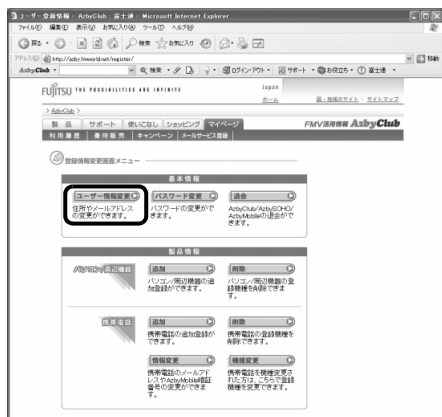 ユーザー登録情報 - AzbyClub : 富士通 - Microsoft Internet Explorer
ファイル(F) 編集(E) 表示(V) お気に入り(A) ツール(T) ヘルプ(H)
戻る 検索 お気に入り
アドレス(D) http://azby.fmworld.net/register/ 移動
AzbyClub 検索 ログイン・アウト サポート お役立ち 富士通
FUJITSU THE POSSIBILITIES ARE INFINITE Japan
ホーム 国・地域のサイト サイトマップ
> AzbyClub >
製品 サポート 使いこなし ショッピング マイページ FMV活用情報 AzbyClub
利用履歴 優待販売 キャンペーン メールサービス登録
登録情報変更画面メニュー
基本情報
ユーザー情報変更 パスワード変更 退会
住所やメールアドレスの変更ができます。
パスワードの変更ができます。
AzbyClub/AzbySOHO/AzbyMobileの退会ができます。
製品情報
パソコン/周辺機器 追加 削除
パソコン/周辺機器の追加登録ができます。
パソコン/周辺機器の登録機種を削除できます。
携帯電話 追加 削除
携帯電話の追加登録ができます。
携帯電話の登録機種を削除できます。
情報変更 機種変更
携帯電話のメールアドレスやAzbyMobile暗証番号の変更ができます。
携帯電話を機種変更された方は、こちらで登録機種を変更できます。